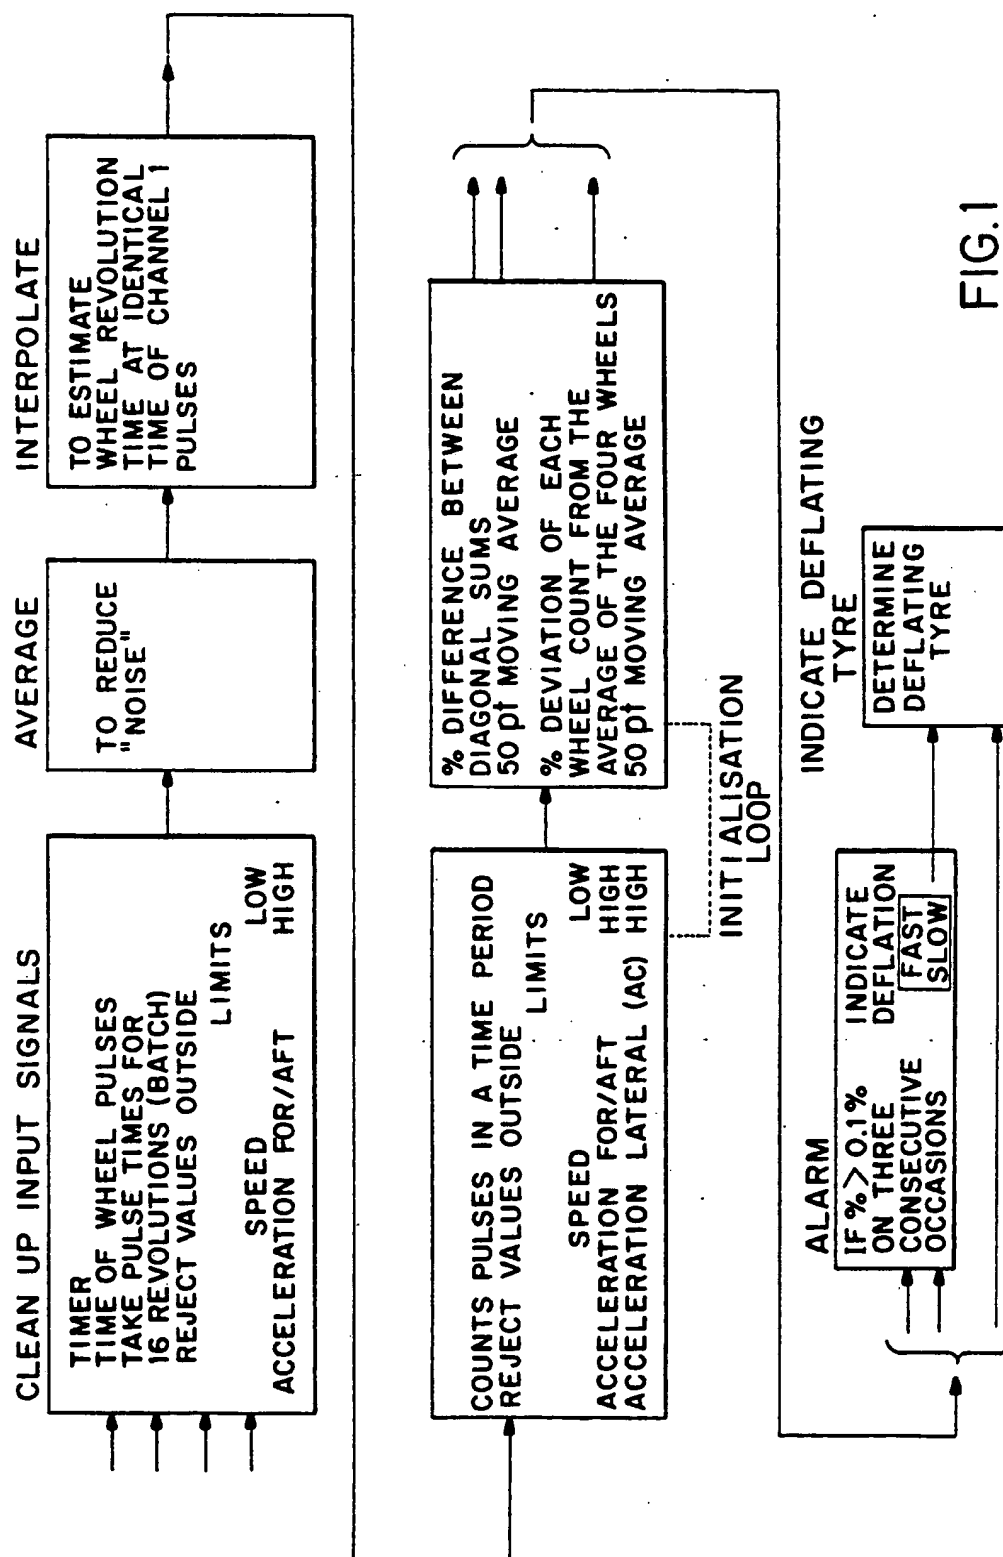 CLEAN UP INPUT SIGNALS
TIMER
TIME OF WHEEL PULSES
TAKE PULSE TIMES FOR
16 REVOLUTIONS (BATCH)
REJECT VALUES OUTSIDE
LIMITS
SPEED LOW
ACCELERATION FOR/AFT HIGH
AVERAGE
TO REDUCE
"NOISE"
INTERPOLATE
TO ESTIMATE
WHEEL REVOLUTION
TIME AT IDENTICAL
TIME OF CHANNEL 1
PULSES
COUNTS PULSES IN A TIME PERIOD
REJECT VALUES OUTSIDE
LIMITS
SPEED LOW
ACCELERATION FOR/AFT HIGH
ACCELERATION LATERAL (AC) HIGH
% DIFFERENCE BETWEEN
DIAGONAL SUMS
50 pt MOVING AVERAGE
% DEVIATION OF EACH
WHEEL COUNT FROM THE
AVERAGE OF THE FOUR WHEELS
50 pt MOVING AVERAGE
INITIALISATION
LOOP
ALARM
IF % > 0.1% INDICATE
ON THREE DEFLATION
CONSECUTIVE FAST
OCCASIONS SLOW
INDICATE DEFLATING
TYRE
DETERMINE
DEFLATING
TYRE
FIG.1